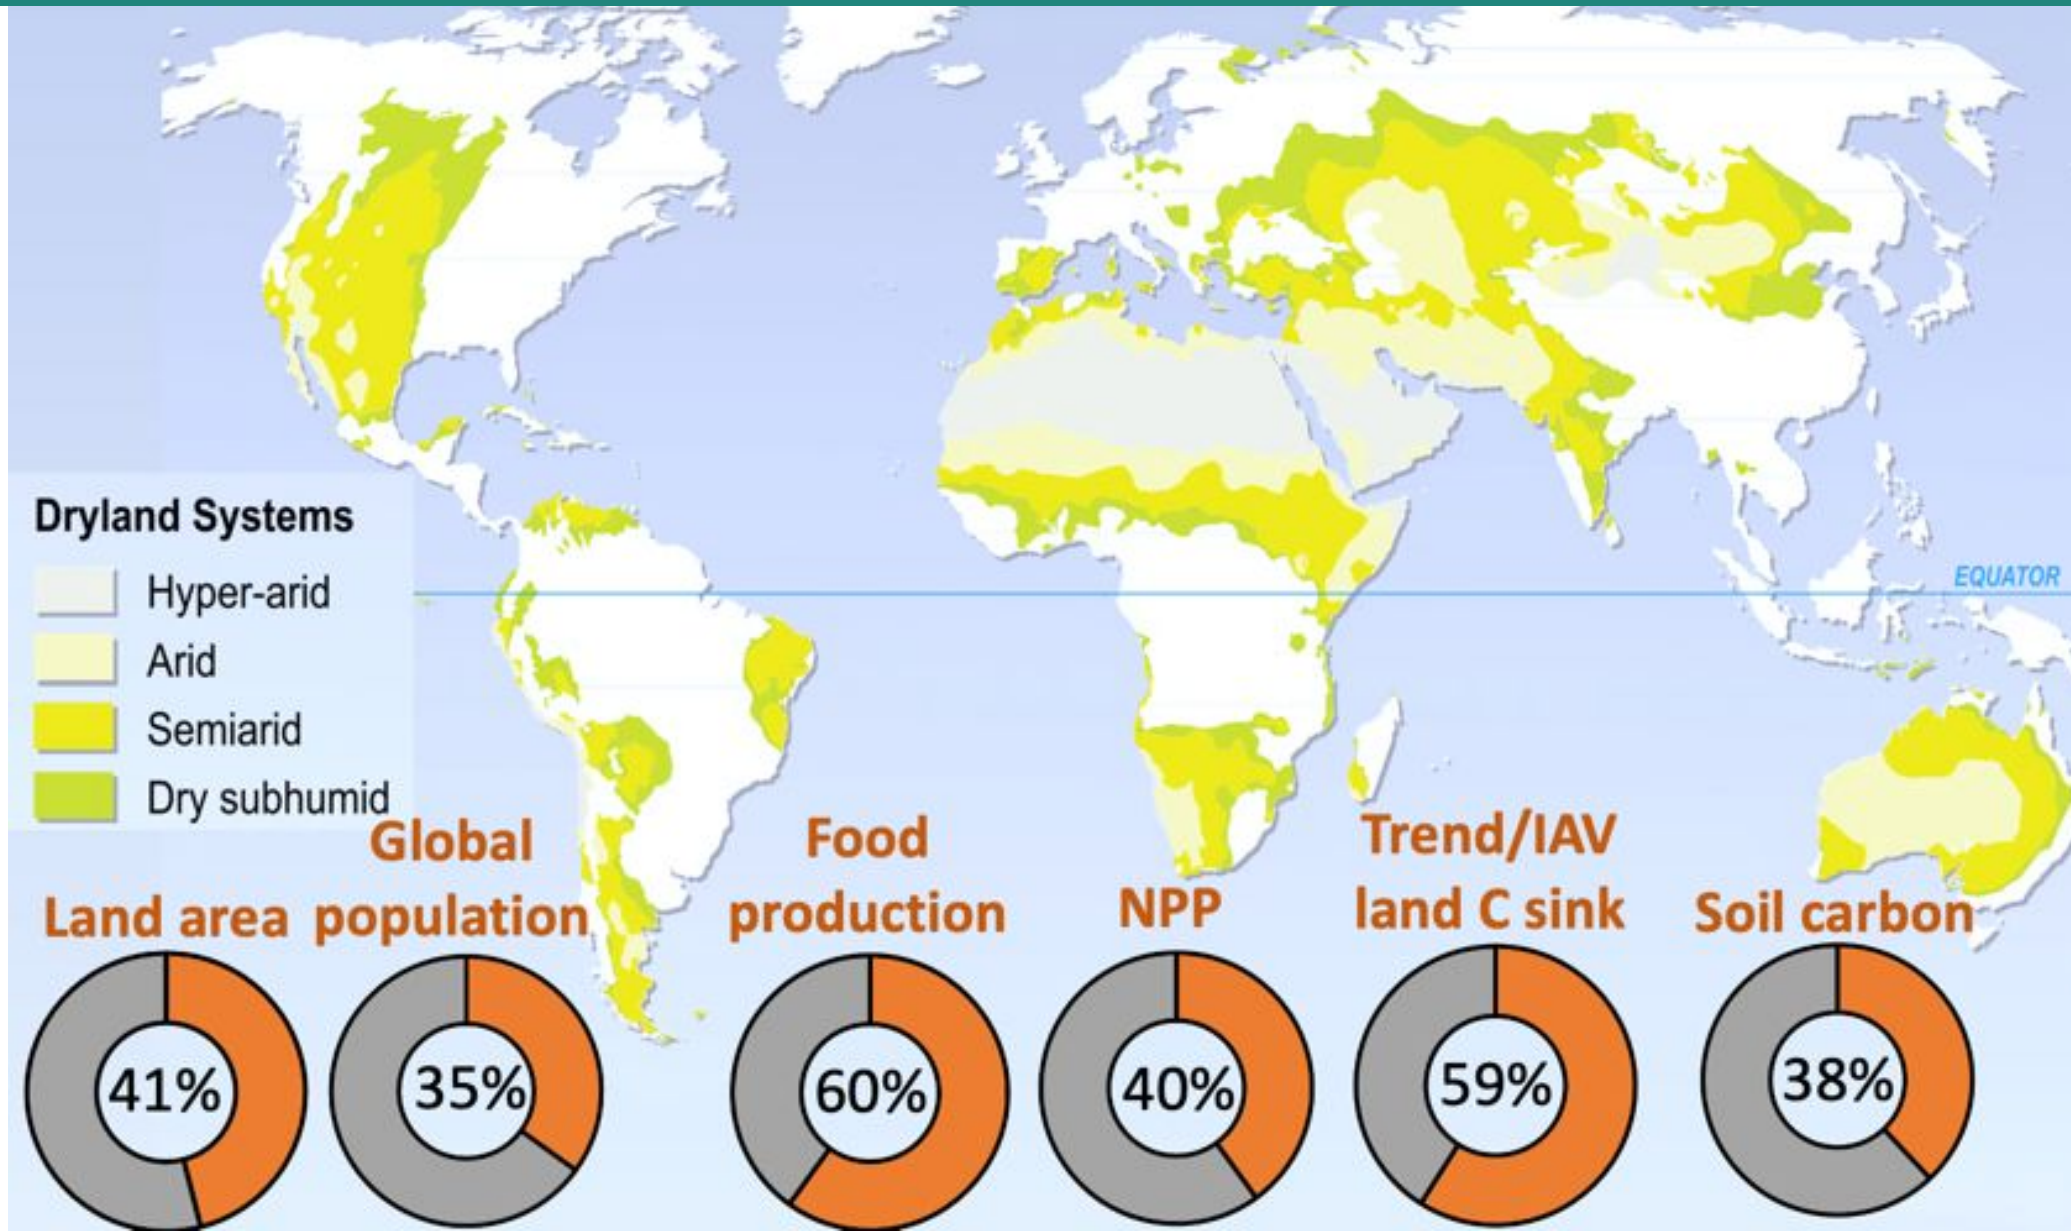 EQUATOR
Dryland Systems
Hyper-arid
Arid
Semiarid
Dry subhumid
Land area
Global
population
Food
production
NPP
Trend/IAV
land C sink
Soil carbon
41%
35%
60%
40%
59%
38%